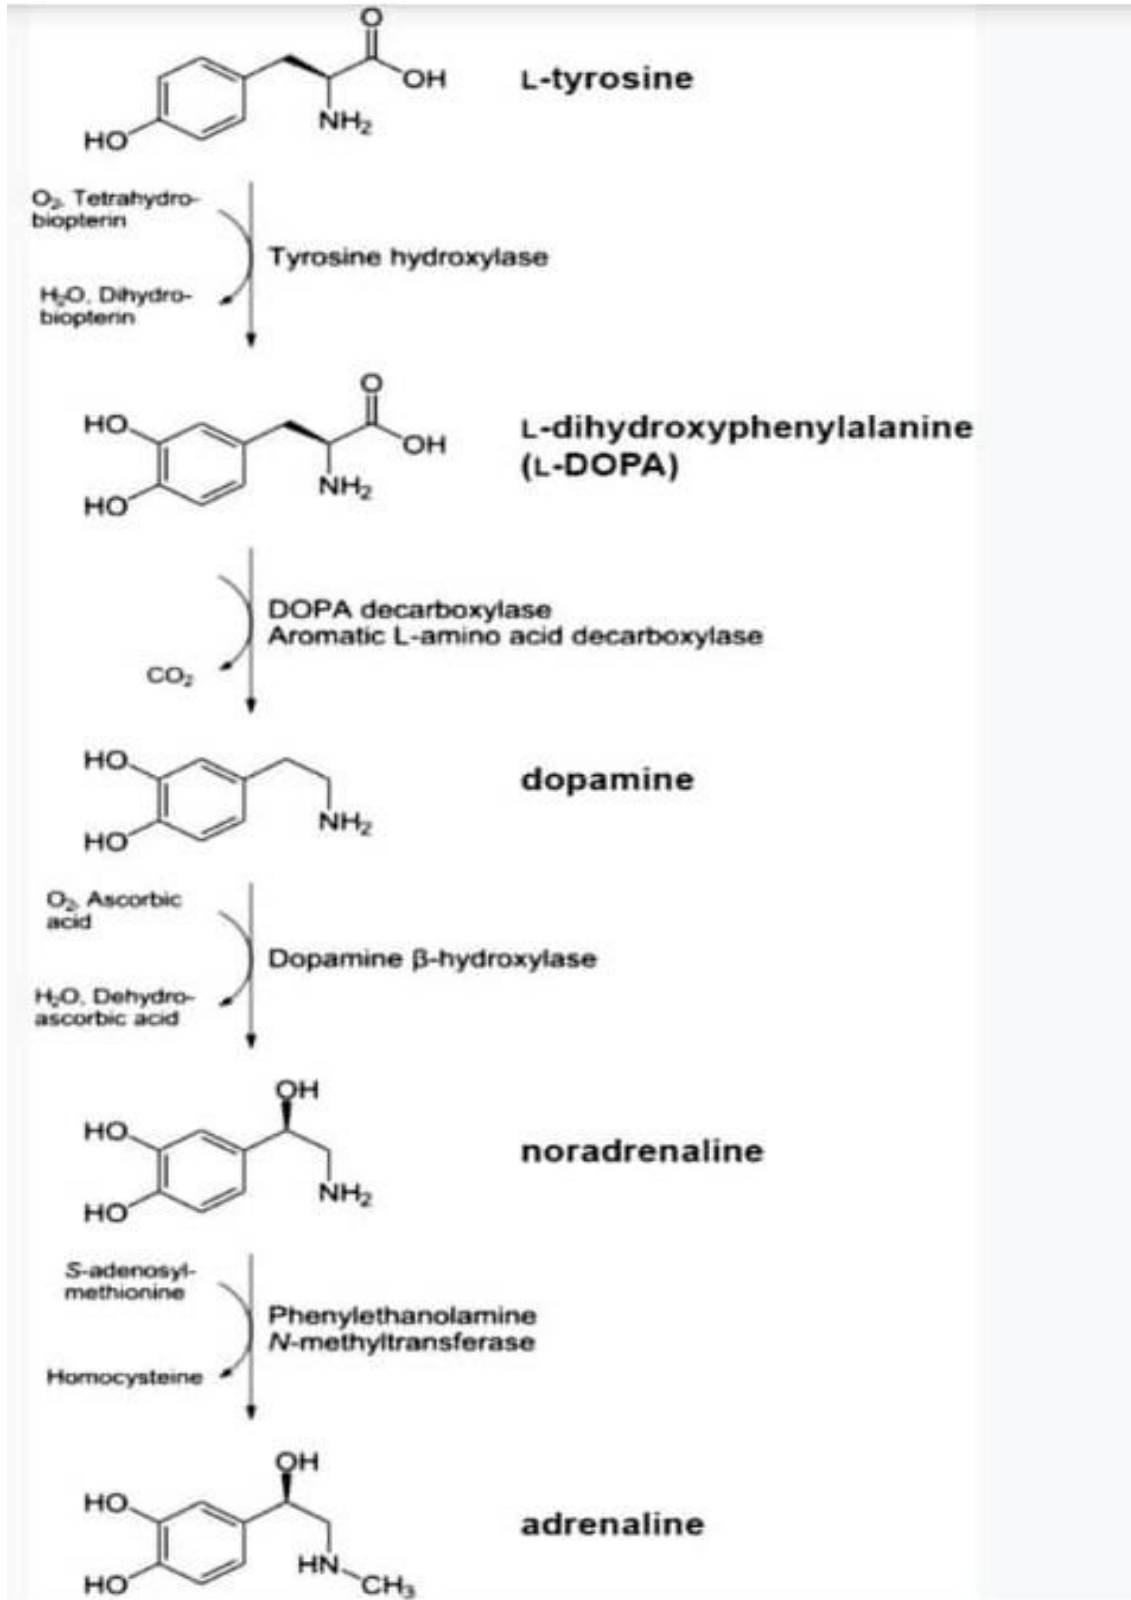 O
OH
NH₂
HO
L-tyrosine
O₂, Tetrahydro-
biopterin
Tyrosine hydroxylase
H₂O, Dihydro-
biopterin
O
HO
OH
NH₂
HO
L-dihydroxyphenylalanine
(L-DOPA)
DOPA decarboxylase
Aromatic L-amino acid decarboxylase
CO₂
HO
NH₂
HO
dopamine
O₂, Ascorbic
acid
Dopamine β-hydroxylase
H₂O, Dehydro-
ascorbic acid
OH
HO
NH₂
HO
noradrenaline
S-adenosyl-
methionine
Phenylethanolamine
N-methyltransferase
Homocysteine
OH
HO
HN
CH₃
HO
adrenaline